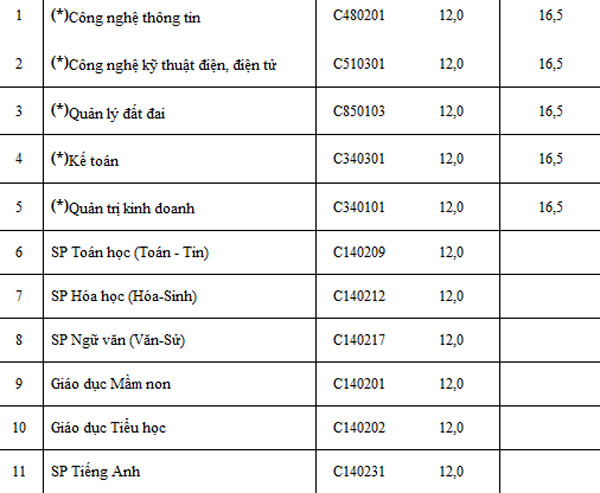 1 (*)Công nghệ thông tin C480201 12,0 16,5
2 (*)Công nghệ kỹ thuật điện, điện tử C510301 12,0 16,5
3 (*)Quản lý đất đai C850103 12,0 16,5
4 (*)Kế toán C340301 12,0 16,5
5 (*)Quản trị kinh doanh C340101 12,0 16,5
6 SP Toán học (Toán - Tin) C140209 12,0
7 SP Hóa học (Hóa-Sinh) C140212 12,0
8 SP Ngữ văn (Văn-Sử) C140217 12,0
9 Giáo dục Mầm non C140201 12,0
10 Giáo dục Tiểu học C140202 12,0
11 SP Tiếng Anh C140231 12,0